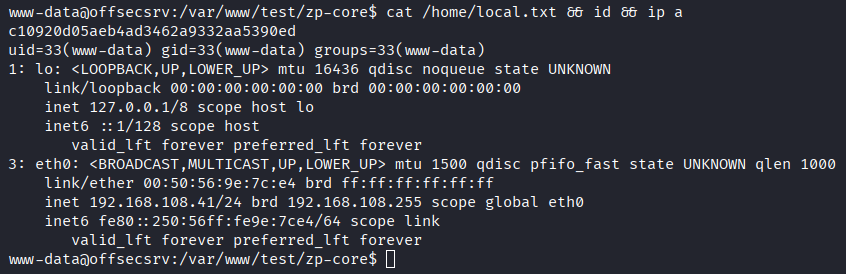 www-data@offsecsrv:/var/www/test/zp-core$ cat /home/local.txt && id && ip a
c10920d05aeb4ad3462a9332aa5390ed
uid=33(www-data) gid=33(www-data) groups=33(www-data)
1: lo: <LOOPBACK,UP,LOWER_UP> mtu 16436 qdisc noqueue state UNKNOWN
    link/loopback 00:00:00:00:00:00 brd 00:00:00:00:00:00
    inet 127.0.0.1/8 scope host lo
    inet6 ::1/128 scope host
       valid_lft forever preferred_lft forever
3: eth0: <BROADCAST,MULTICAST,UP,LOWER_UP> mtu 1500 qdisc pfifo_fast state UNKNOWN qlen 1000
    link/ether 00:50:56:9e:7c:e4 brd ff:ff:ff:ff:ff:ff
    inet 192.168.108.41/24 brd 192.168.108.255 scope global eth0
    inet6 fe80::250:56ff:fe9e:7ce4/64 scope link
       valid_lft forever preferred_lft forever
www-data@offsecsrv:/var/www/test/zp-core$